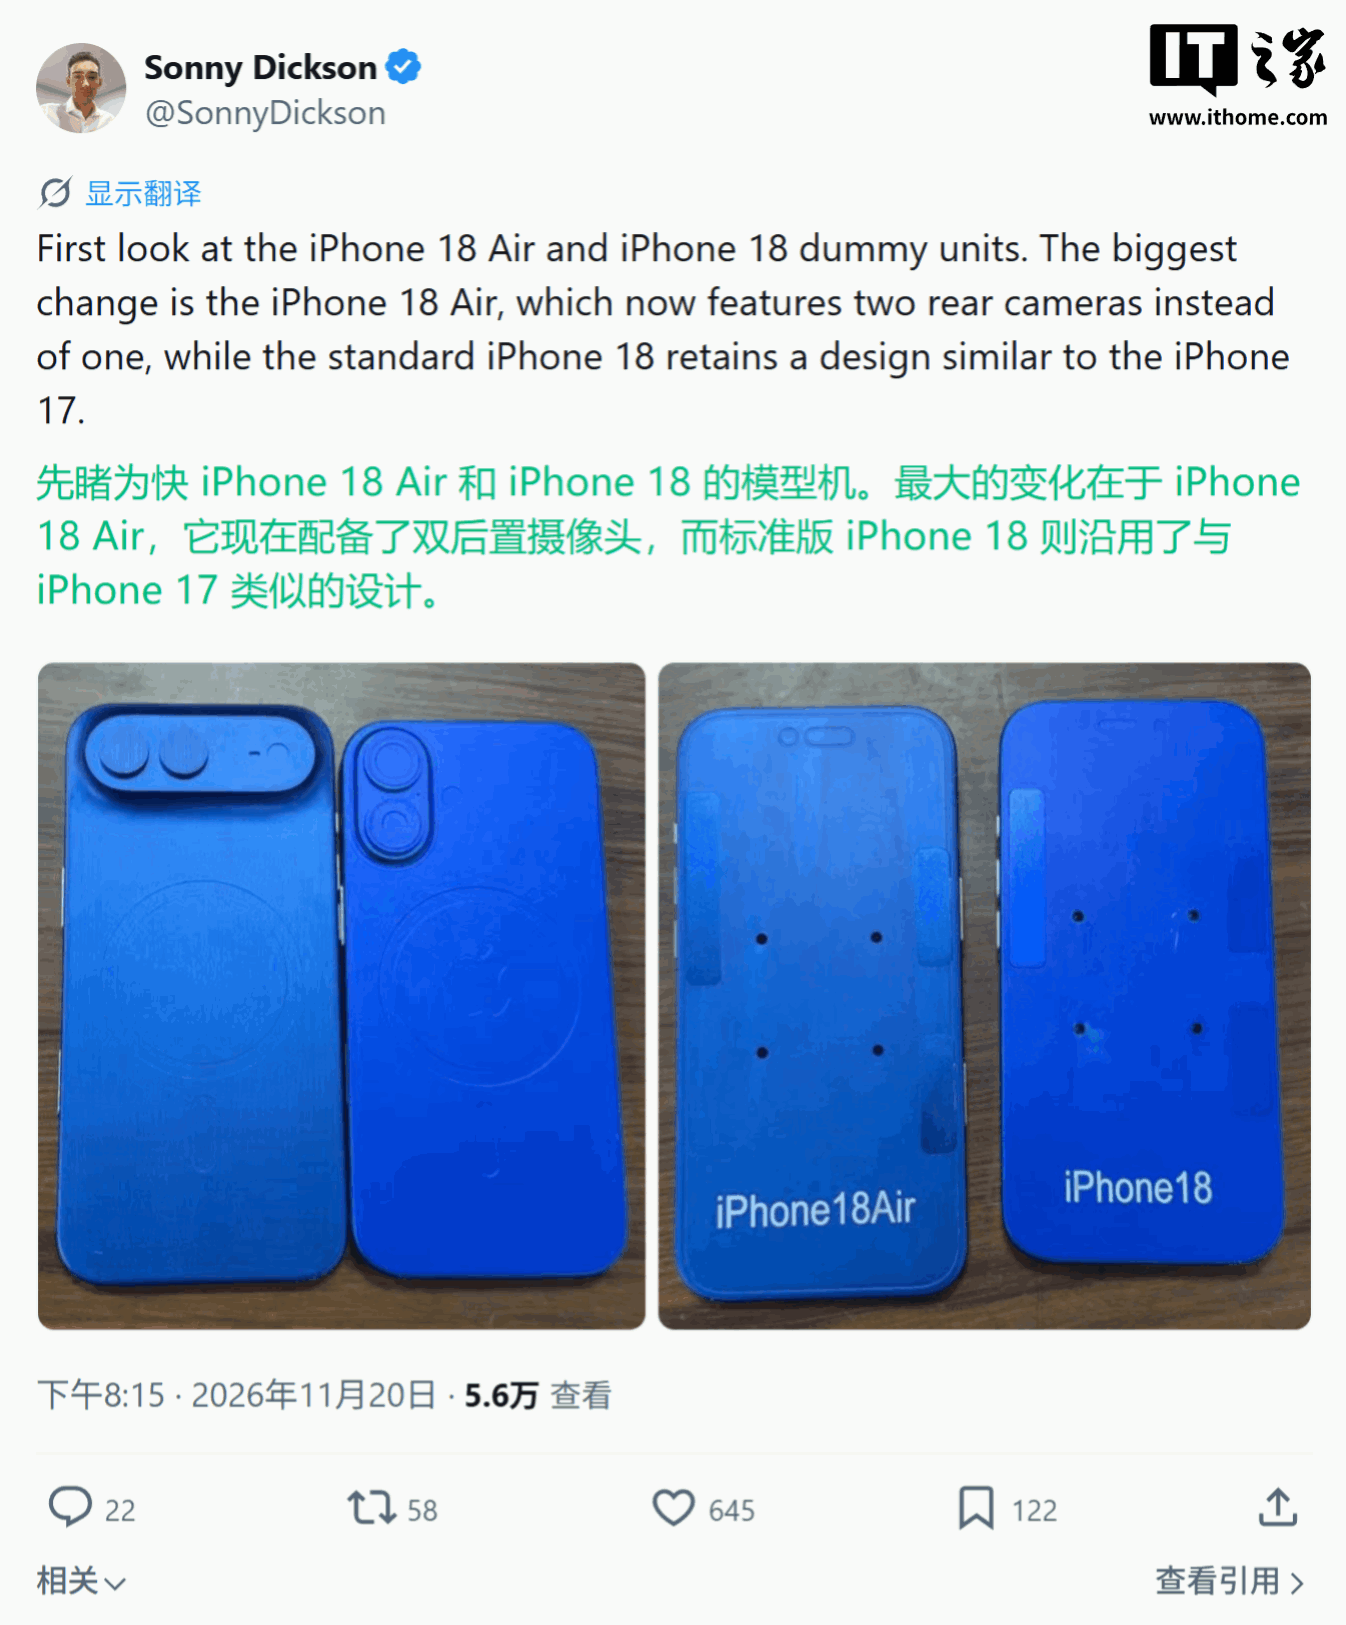 Sonny Dickson
@SonnyDickson
IT之家
www.ithome.com
显示翻译
First look at the iPhone 18 Air and iPhone 18 dummy units. The biggest
change is the iPhone 18 Air, which now features two rear cameras instead
of one, while the standard iPhone 18 retains a design similar to the iPhone
17.
先睹为快 iPhone 18 Air 和 iPhone 18 的模型机。最大的变化在于 iPhone
18 Air，它现在配备了双后置摄像头，而标准版 iPhone 18 则沿用了与
iPhone 17 类似的设计。
iPhone18Air
iPhone18
下午8:15 · 2026年11月20日 · 5.6万 查看
22 58 645 122
相关
查看引用